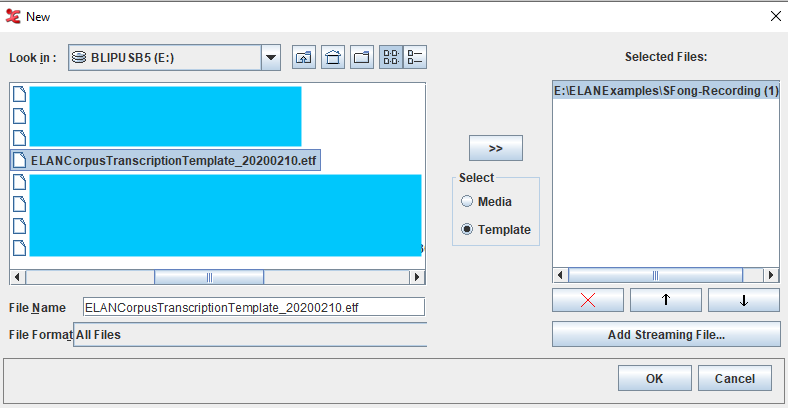 New
Look in :
BLIPUSB5 (E:)
Selected Files:
E:\ELANExamples\SFong-Recording (1)
ELANCorpusTranscriptionTemplate_20200210.etf
>>
Select
Media
Template
File Name
ELANCorpusTranscriptionTemplate_20200210.etf
File Format
All Files
Add Streaming File...
OK
Cancel